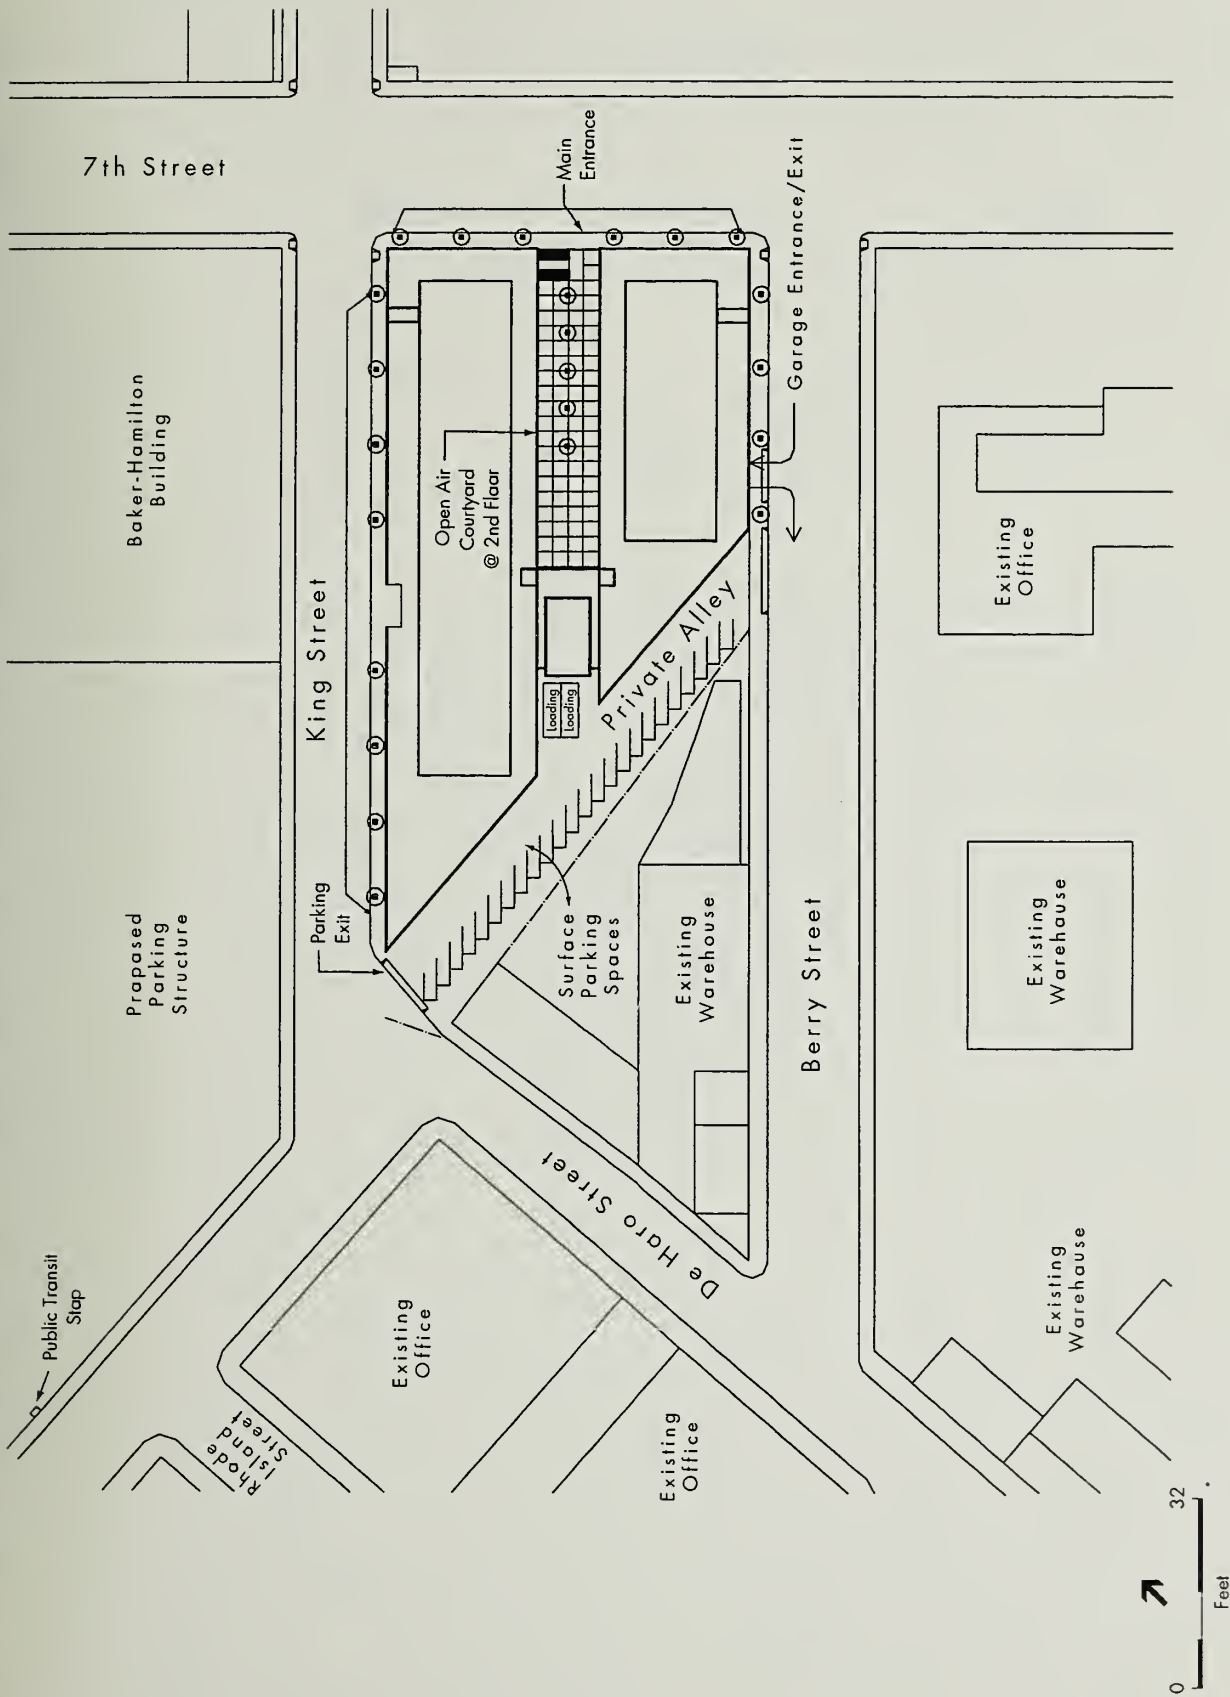 7th Street
Main
Entrance
Garage Entrance/Exit
Baker-Hamilton
Building
King Street
Open Air
Courtyard
@ 2nd Flaar
Private Alley
Loading
Loading
Existing
Office
Prapased
Parking
Structure
Parking
Exit
Surface
Parking
Spaces
Existing
Warehouse
Berry Street
Existing
Warehause
De Haro Street
Public Transit
Stap
Rhode
Island
Street
Existing
Office
Existing
Office
Existing
Warehause
0 32
Feet